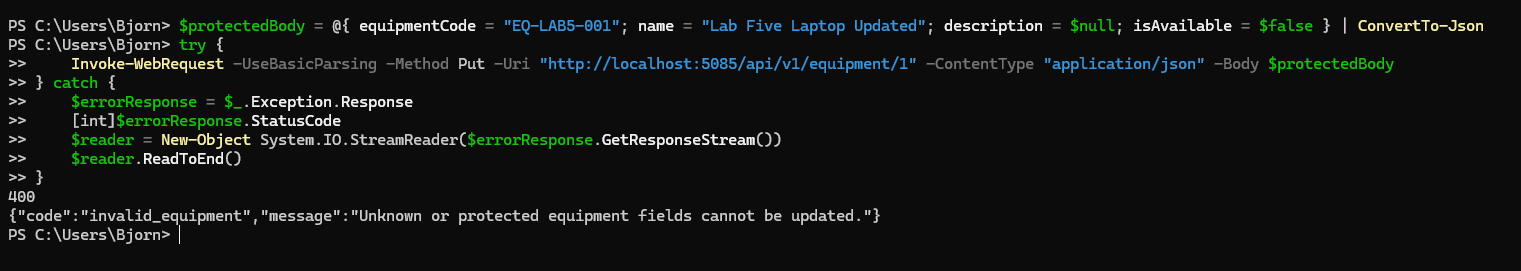 PS C:\Users\Bjorn> $protectedBody = @{ equipmentCode = "EQ-LAB5-001"; name = "Lab Five Laptop Updated"; description = $null; isAvailable = $false } | ConvertTo-Json
PS C:\Users\Bjorn> try {
>>     Invoke-WebRequest -UseBasicParsing -Method Put -Uri "http://localhost:5085/api/v1/equipment/1" -ContentType "application/json" -Body $protectedBody
>> } catch {
>>     $errorResponse = $_.Exception.Response
>>     [int]$errorResponse.StatusCode
>>     $reader = New-Object System.IO.StreamReader($errorResponse.GetResponseStream())
>>     $reader.ReadToEnd()
>> }
400
{"code":"invalid_equipment","message":"Unknown or protected equipment fields cannot be updated."}
PS C:\Users\Bjorn>